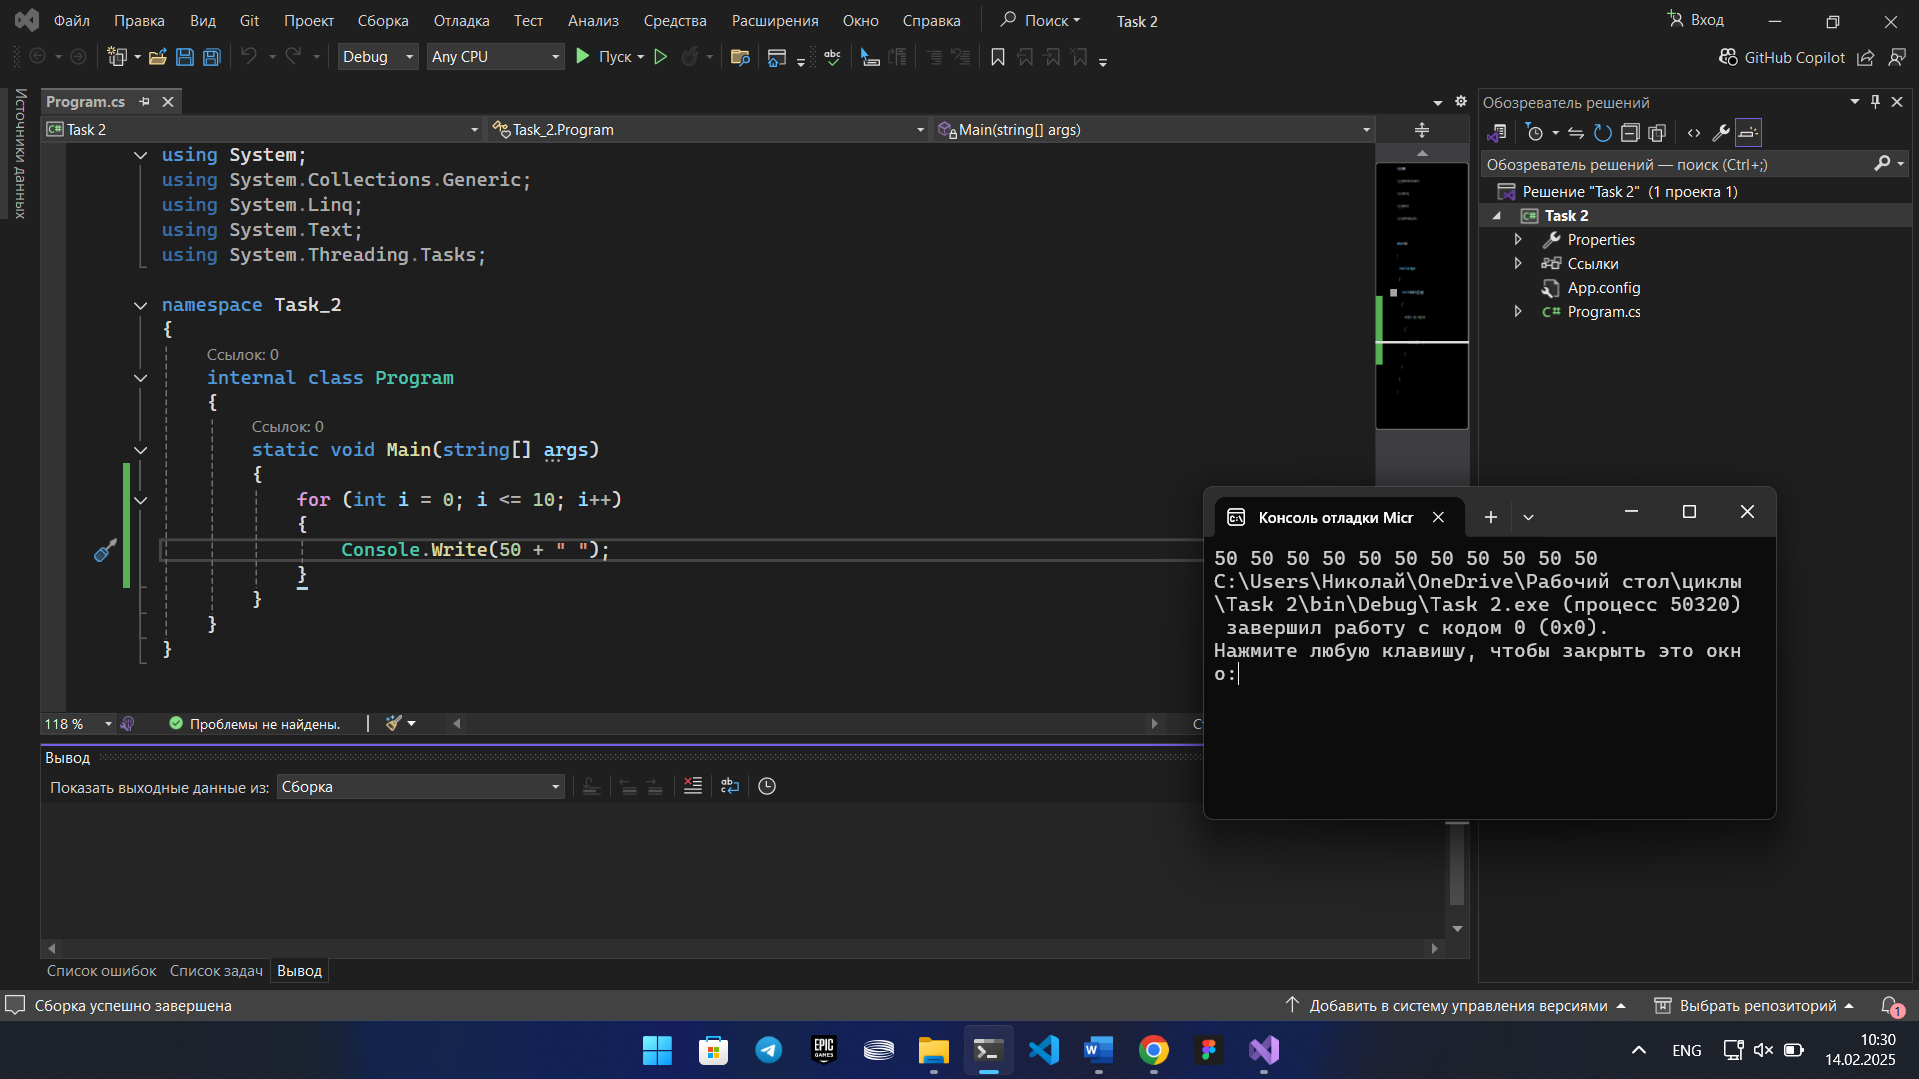 Файл Правка Вид Git Проект Сборка Отладка Тест Анализ Средства Расширения Окно Справка Поиск Task 2 Вход
Debug Any CPU Пуск GitHub Copilot
Источники данных
Program.cs
Task 2 Task_2.Program Main(string[] args)
using System;
using System.Collections.Generic;
using System.Linq;
using System.Text;
using System.Threading.Tasks;
namespace Task_2
{
Ссылок: 0
internal class Program
{
Ссылок: 0
static void Main(string[] args)
{
for (int i = 0; i <= 10; i++)
{
Console.Write(50 + " ");
}
}
}
}
118 % Проблемы не найдены.
Вывод
Показать выходные данные из: Сборка
Список ошибок Список задач Вывод
Обозреватель решений
Обозреватель решений — поиск (Ctrl+;)
Решение "Task 2" (1 проекта 1)
Task 2
Properties
Ссылки
App.config
Program.cs
Консоль отладки Micr
50 50 50 50 50 50 50 50 50 50 50
C:\Users\Николай\OneDrive\Рабочий стол\циклы
\Task 2\bin\Debug\Task 2.exe (процесс 50320)
завершил работу с кодом 0 (0x0).
Нажмите любую клавишу, чтобы закрыть это окн
о:
Сборка успешно завершена Добавить в систему управления версиями Выбрать репозиторий 1
EPIC GAMES
ENG
10:30
14.02.2025